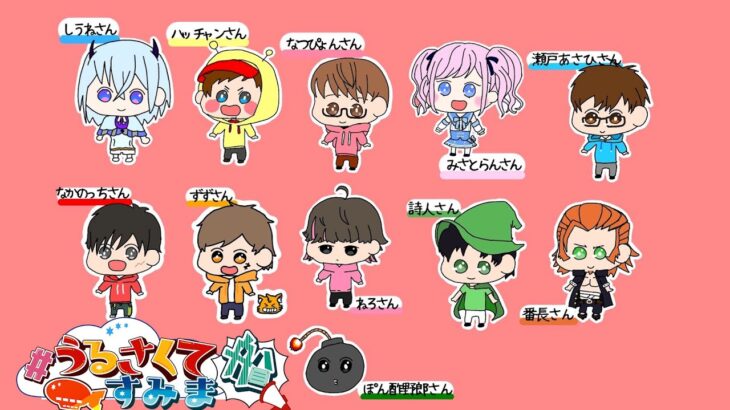 しうねさん
ハッチャンさん
なつぴょんさん
みさとらんさん
瀬戸あさひさん
なかのっちさん
ずずさん
ねろさん
詩人さん
番長さん
#うるさくて
すみま船
ぽん酢野郎さん